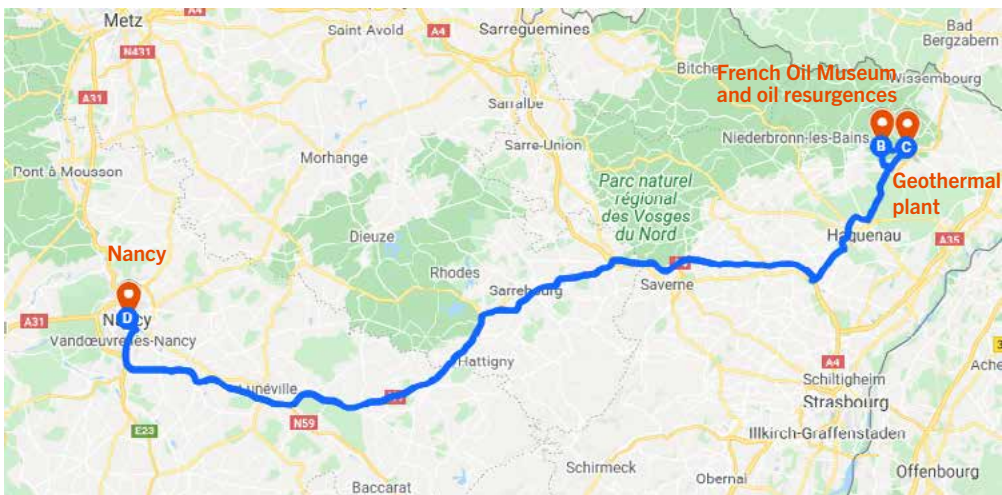 Metz
Saint Avold
A4
Sarreguemines
Bad
Bergzabern
N431
Bitche
French Oil Museum
and oil resurgences
Wissembourg
A31
Sarralbe
Niederbronn-les-Bains
B
C
Morhange
Sarre-Union
Pont à Mousson
Parc naturel
régional
des Vosges
du Nord
Geothermal
plant
Dieuze
Haguenau
A35
Nancy
Rhodes
Sarrebourg
Saverne
A31
D
Vandœuvre-lès-Nancy
Hattigny
A4
Schiltigheim
Strasbourg
Lunéville
N59
E23
Illkirch-Graffenstaden
Schirmeck
Obernai
Offenbourg
Baccarat